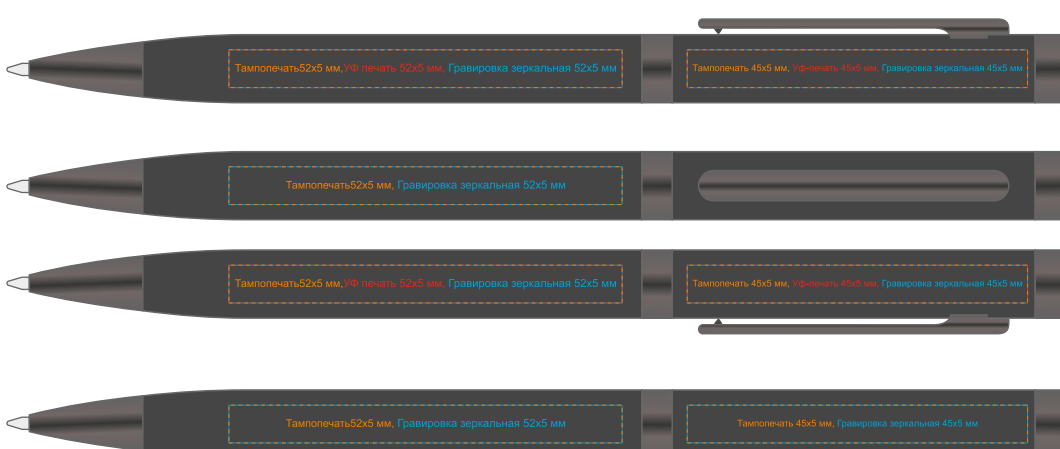 Тампопечать52х5 мм,УФ печать 52х5 мм, Гравировка зеркальная 52х5 мм
Тампопечать 45х5 мм, Уф-печать 45х5 мм, Гравировка зеркальная 45х5 мм
Тампопечать52х5 мм, Гравировка зеркальная 52х5 мм
Тампопечать52х5 мм,УФ печать 52х5 мм, Гравировка зеркальная 52х5 мм
Тампопечать 45х5 мм, Уф-печать 45х5 мм, Гравировка зеркальная 45х5 мм
Тампопечать52х5 мм, Гравировка зеркальная 52х5 мм
Тампопечать 45х5 мм, Гравировка зеркальная 45х5 мм